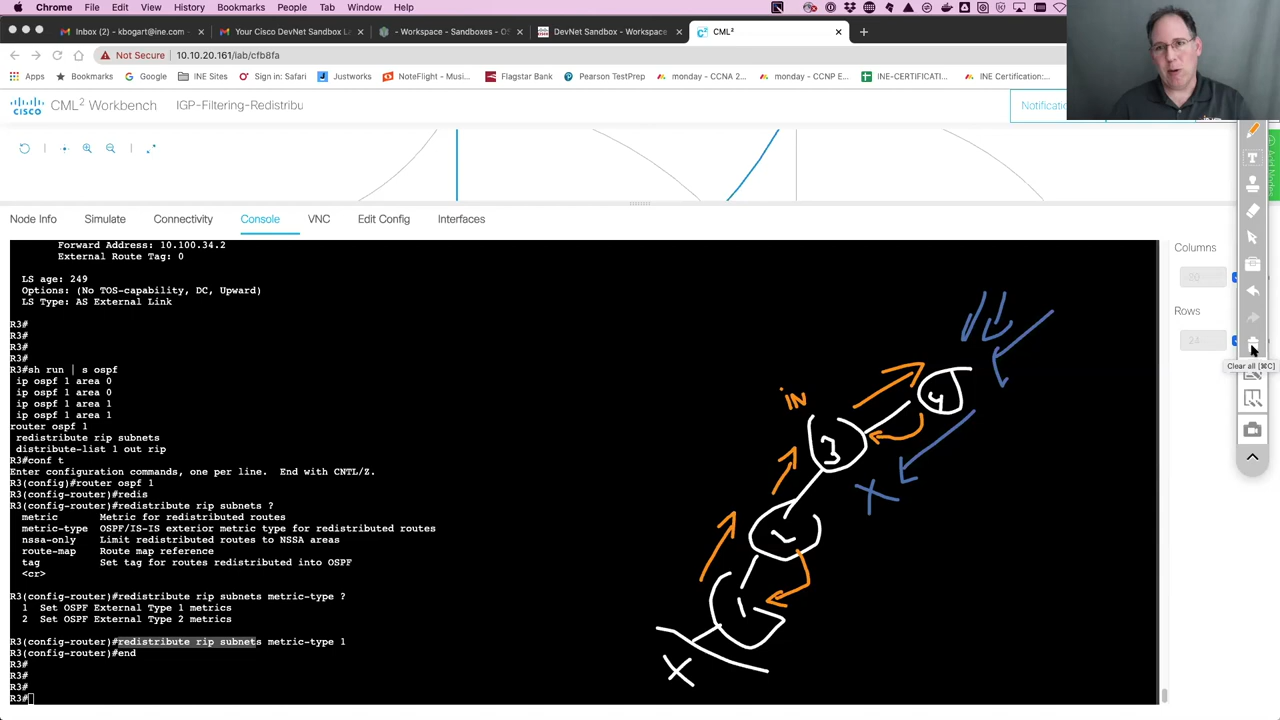 Chrome File Edit View History Bookmarks People Tab Window Help
Inbox (2) - kbogart@ine.com - Your Cisco DevNet Sandbox L - Workspace - Sandboxes - OSP DevNet Sandbox - Workspace CML²
Not Secure 10.10.20.161/lab/cfb8fa
Apps Bookmarks Google INE Sites Sign in: Safari Justworks NoteFlight - Musi... Flagstar Bank Pearson TestPrep monday - CCNA 2... monday - CCNP E... INE-CERTIFICATI... INE Certification:...
CISCO CML² Workbench IGP-Filtering-Redistribu Notificati
Node Info Simulate Connectivity Console VNC Edit Config Interfaces
Forward Address: 10.100.34.2
External Route Tag: 0
LS age: 249
Options: (No TOS-capability, DC, Upward)
LS Type: AS External Link
R3#
R3#
R3#
R3#
R3#sh run | s ospf
ip ospf 1 area 0
ip ospf 1 area 0
ip ospf 1 area 1
ip ospf 1 area 1
router ospf 1
redistribute rip subnets
distribute-list 1 out rip
R3#conf t
Enter configuration commands, one per line. End with CNTL/Z.
R3(config)#router ospf 1
R3(config-router)#redis
R3(config-router)#redistribute rip subnets ?
metric Metric for redistributed routes
metric-type OSPF/IS-IS exterior metric type for redistributed routes
nssa-only Limit redistributed routes to NSSA areas
route-map Route map reference
tag Set tag for routes redistributed into OSPF
<cr>
R3(config-router)#redistribute rip subnets metric-type ?
1 Set OSPF External Type 1 metrics
2 Set OSPF External Type 2 metrics
R3(config-router)#redistribute rip subnets metric-type 1
R3(config-router)#end
R3#
R3#
R3#
R3#
Columns
20
Rows
24
Clear all [⌘C]
Add Nodes
IN
4
3
2
1
X
X